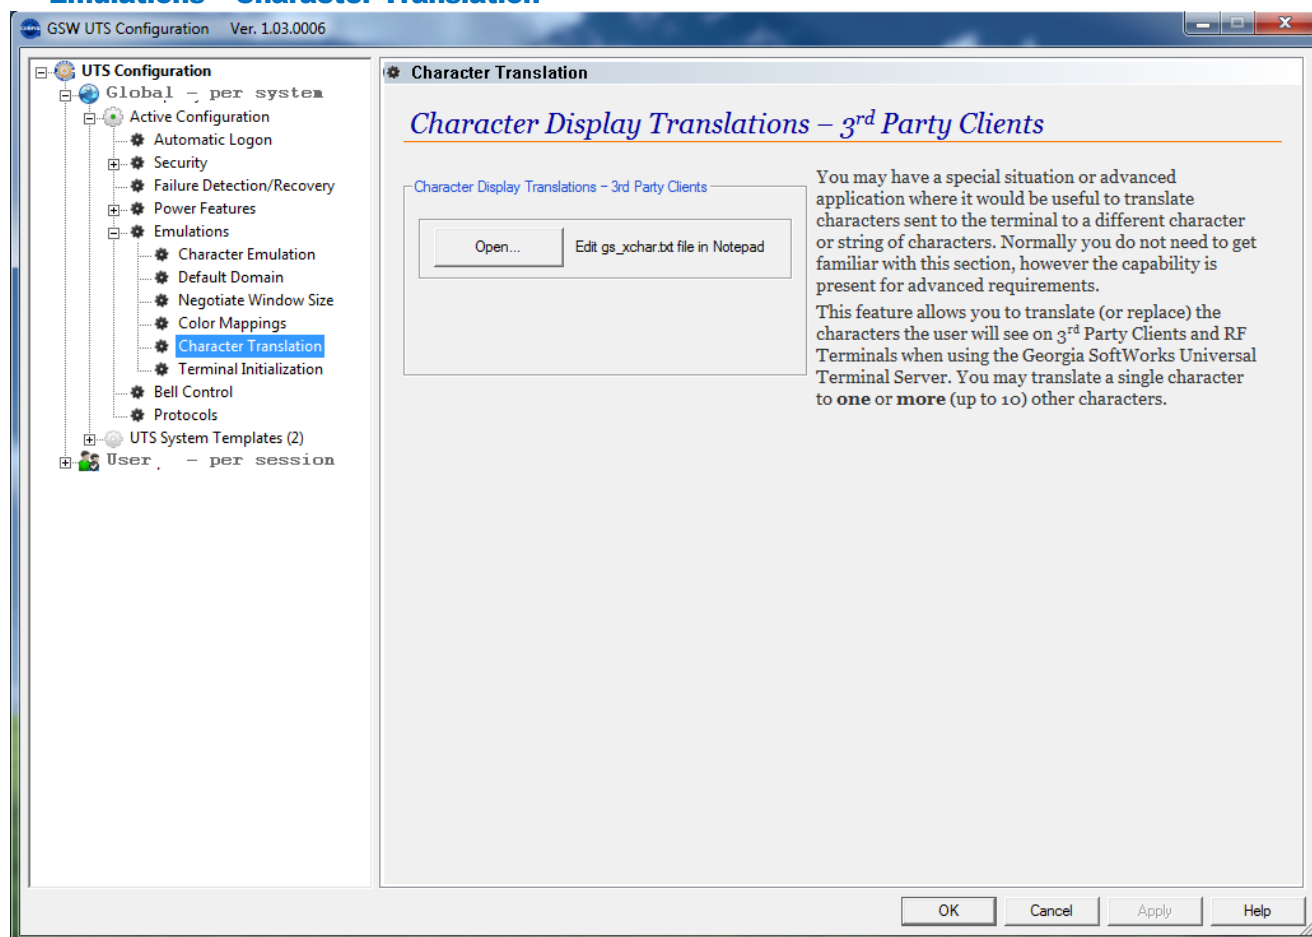 Emulations – Character Translation
GSW UTS Configuration Ver. 1.03.0006
UTS Configuration
Global - per system
Active Configuration
Automatic Logon
Security
Failure Detection/Recovery
Power Features
Emulations
Character Emulation
Default Domain
Negotiate Window Size
Color Mappings
Character Translation
Terminal Initialization
Bell Control
Protocols
UTS System Templates (2)
User - per session
Character Translation
Character Display Translations – 3rd Party Clients
Character Display Translations – 3rd Party Clients
Open...
Edit gs_xchar.txt file in Notepad
You may have a special situation or advanced
application where it would be useful to translate
characters sent to the terminal to a different character
or string of characters. Normally you do not need to get
familiar with this section, however the capability is
present for advanced requirements.
This feature allows you to translate (or replace) the
characters the user will see on 3rd Party Clients and RF
Terminals when using the Georgia SoftWorks Universal
Terminal Server. You may translate a single character
to one or more (up to 10) other characters.
OK
Cancel
Apply
Help